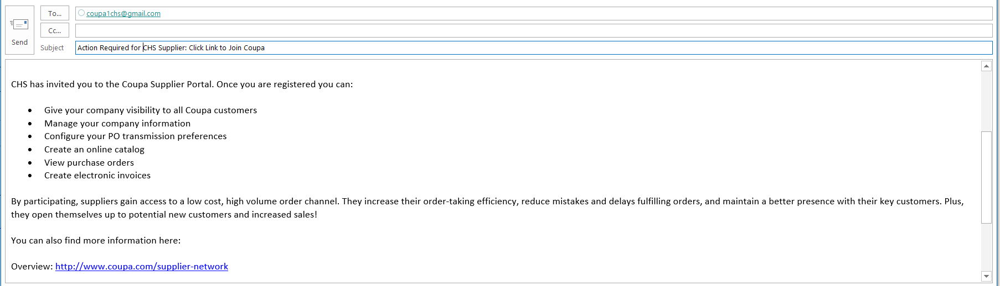 To...
coupa1chs@gmail.com
Cc...
Send
Subject
Action Required for CHS Supplier: Click Link to Join Coupa
CHS has invited you to the Coupa Supplier Portal. Once you are registered you can:
• Give your company visibility to all Coupa customers
• Manage your company information
• Configure your PO transmission preferences
• Create an online catalog
• View purchase orders
• Create electronic invoices
By participating, suppliers gain access to a low cost, high volume order channel. They increase their order-taking efficiency, reduce mistakes and delays fulfilling orders, and maintain a better presence with their key customers. Plus,
they open themselves up to potential new customers and increased sales!
You can also find more information here:
Overview: http://www.coupa.com/supplier-network